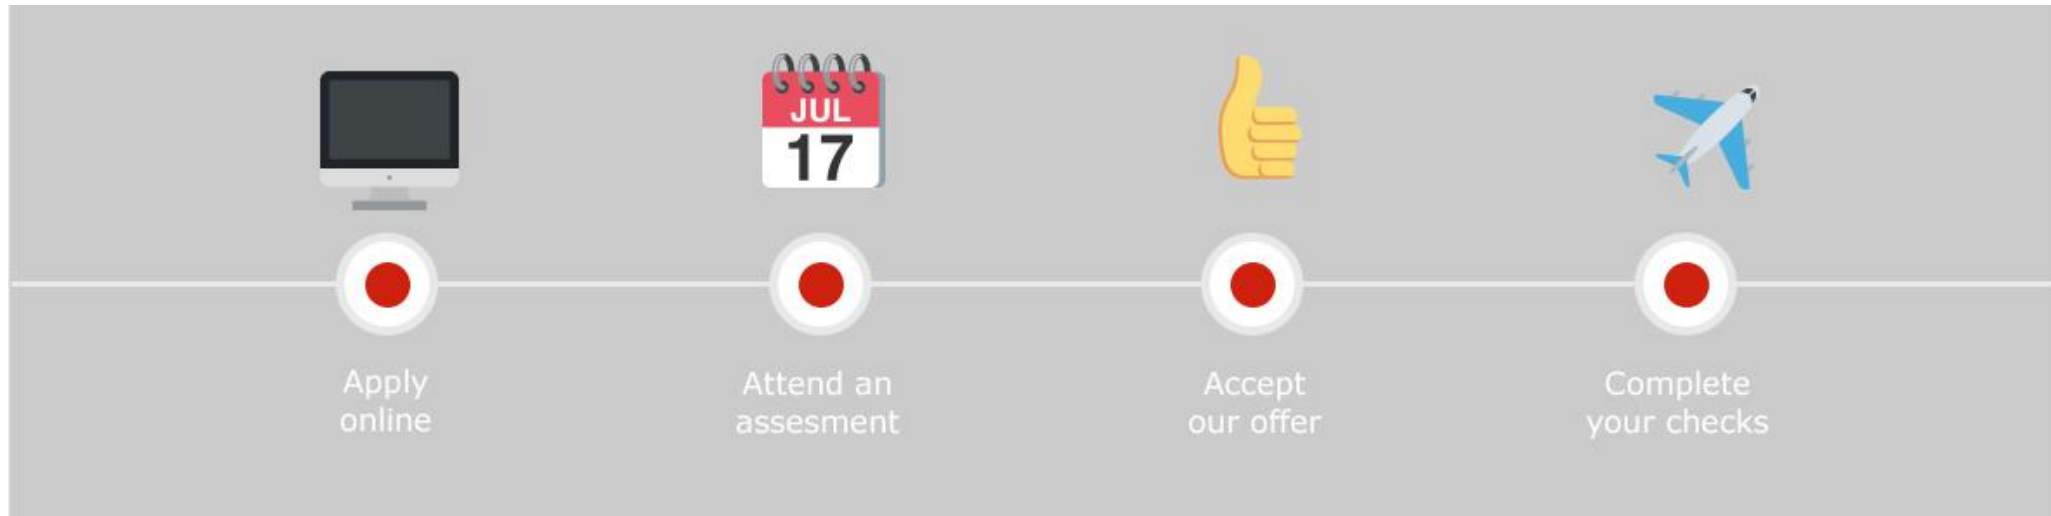 JUL
17
Apply
online
Attend an
assesment
Accept
our offer
Complete
your checks